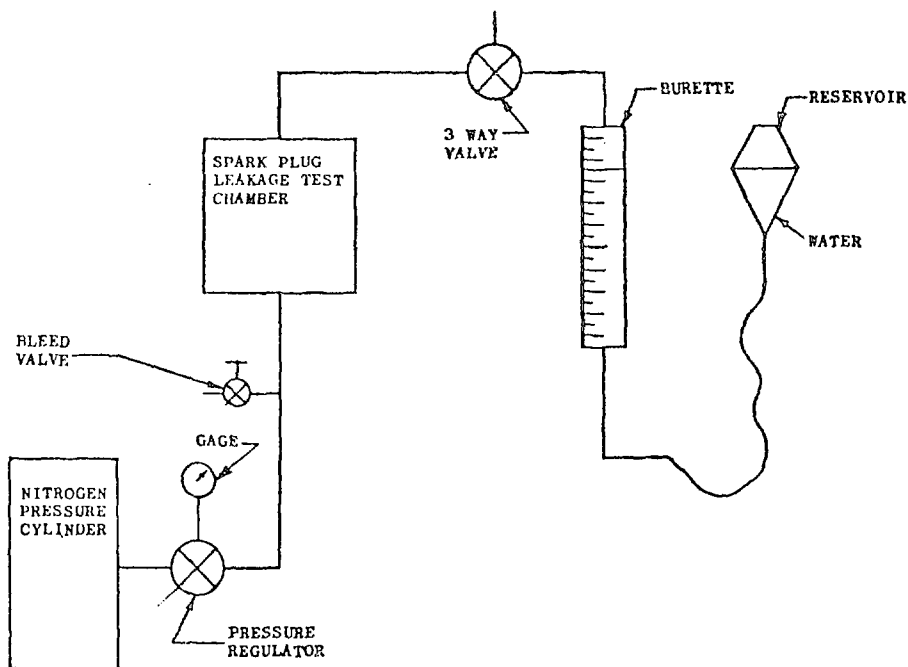 BURETTE
RESERVOIR
3 WAY
VALVE
SPARK PLUG
LEAKAGE TEST
CHAMBER
WATER
BLEED
VALVE
GAGE
NITROGEN
PRESSURE
CYLINDER
PRESSURE
REGULATOR